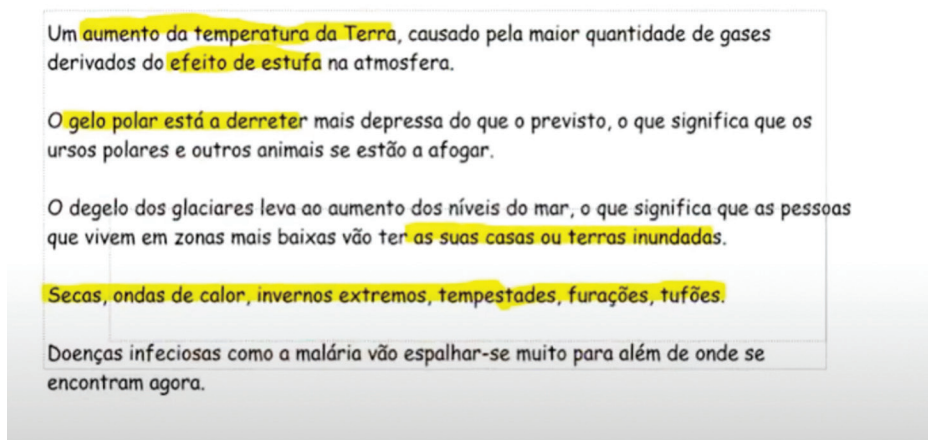 Um aumento da temperatura da Terra, causado pela maior quantidade de gases
derivados do efeito de estufa na atmosfera.
O gelo polar está a derreter mais depressa do que o previsto, o que significa que os
ursos polares e outros animais se estão a afogar.
O degelo dos glaciares leva ao aumento dos níveis do mar, o que significa que as pessoas
que vivem em zonas mais baixas vão ter as suas casas ou terras inundadas.
Secas, ondas de calor, invernos extremos, tempestades, furações, tufões.
Doenças infeciosas como a malária vão espalhar-se muito para além de onde se
encontram agora.